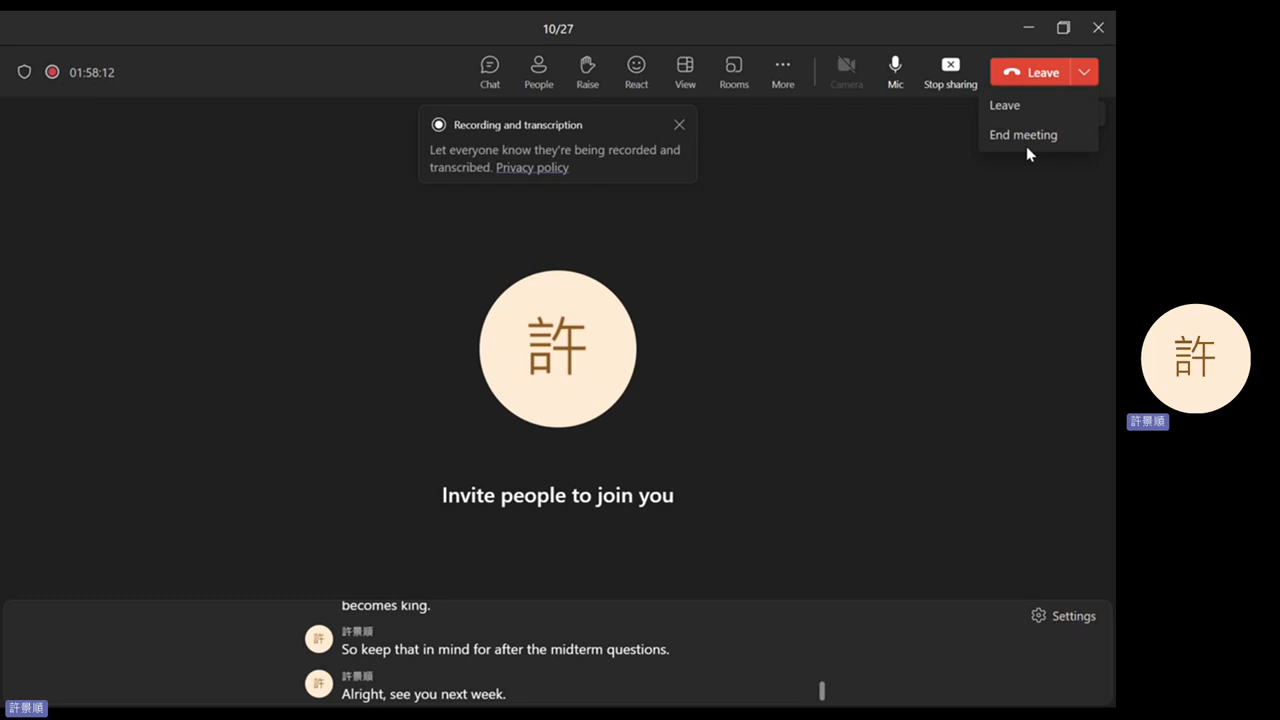 10/27
01:58:12
Chat
People
Raise
React
View
Rooms
More
Camera
Mic
Stop sharing
Leave
Leave
End meeting
Recording and transcription
Let everyone know they're being recorded and
transcribed. Privacy policy
許
許
許景順
Invite people to join you
Settings
becomes king.
許
許景順
So keep that in mind for after the midterm questions.
許
許景順
Alright, see you next week.
許景順